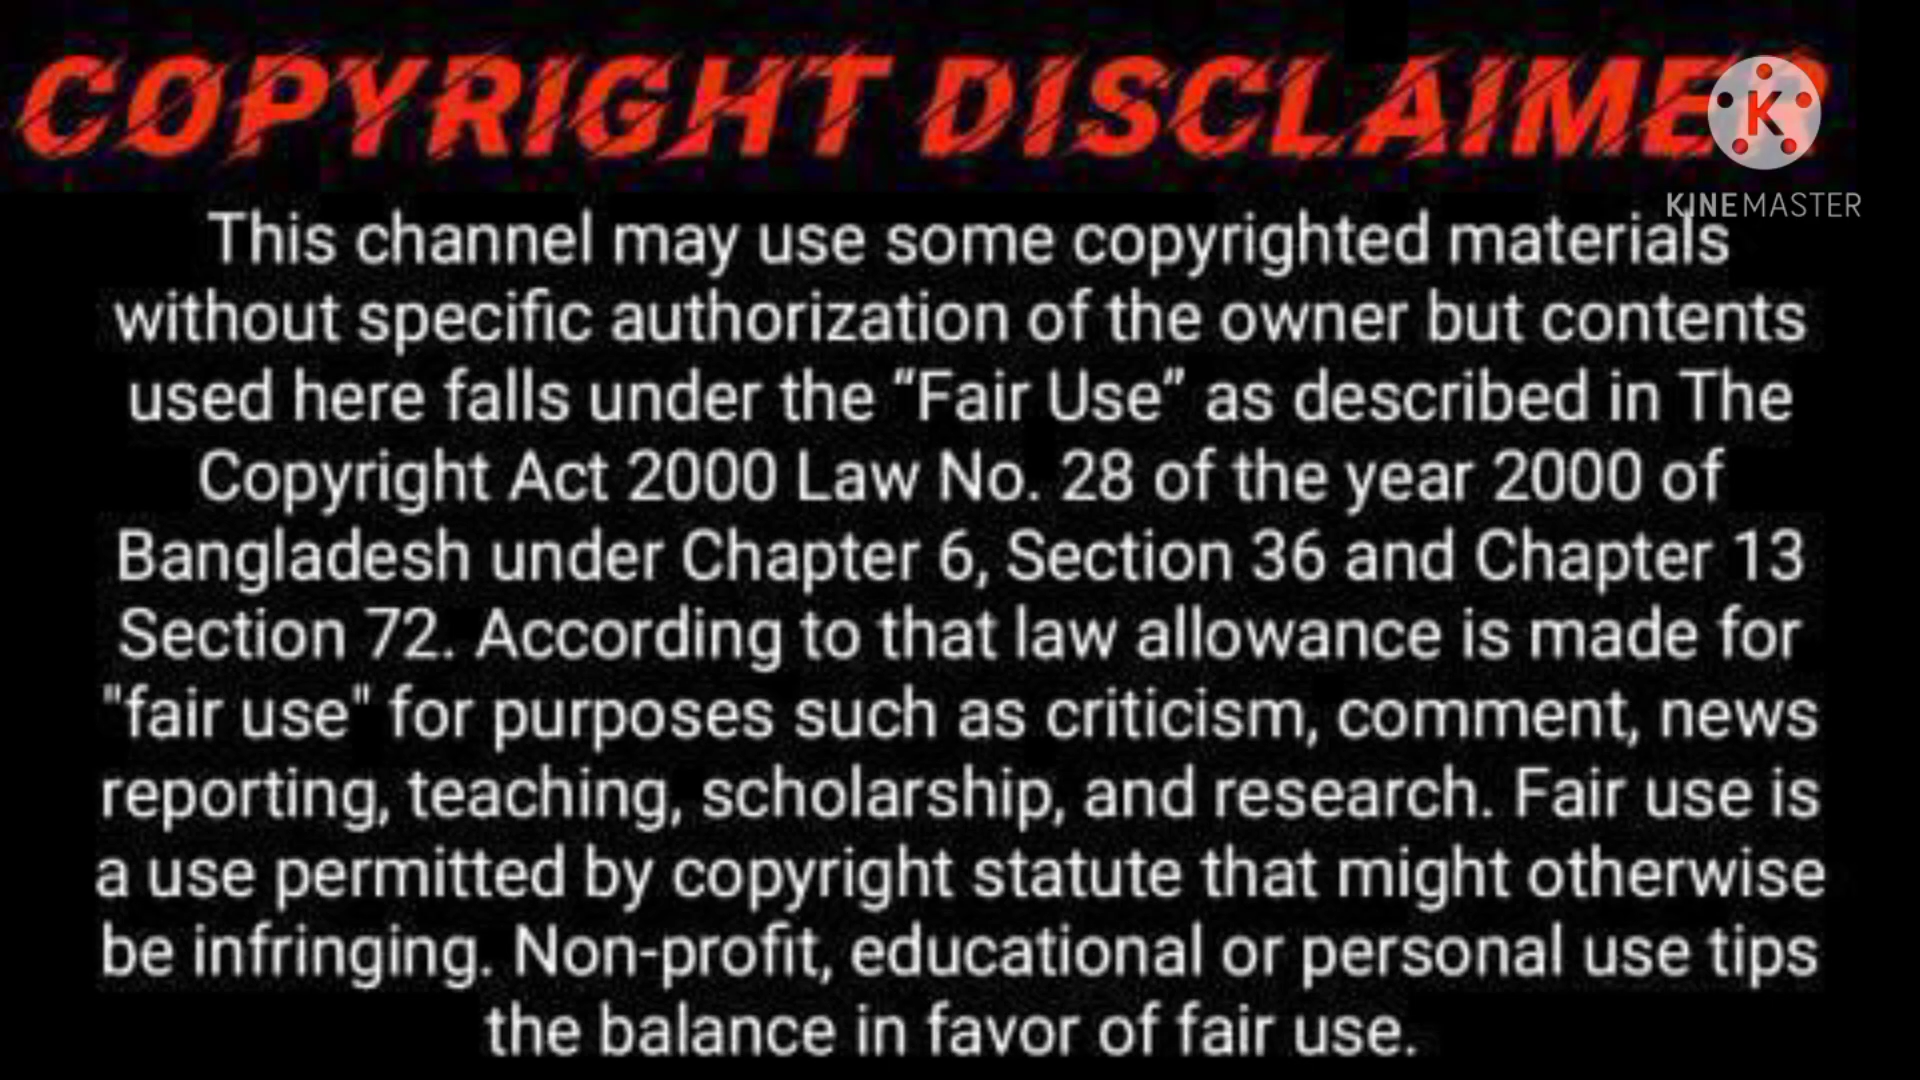 COPYRIGHT DISCLAIMER
K
KINEMASTER
This channel may use some copyrighted materials
without specific authorization of the owner but contents
used here falls under the “Fair Use” as described in The
Copyright Act 2000 Law No. 28 of the year 2000 of
Bangladesh under Chapter 6, Section 36 and Chapter 13
Section 72. According to that law allowance is made for
"fair use" for purposes such as criticism, comment, news
reporting, teaching, scholarship, and research. Fair use is
a use permitted by copyright statute that might otherwise
be infringing. Non-profit, educational or personal use tips
the balance in favor of fair use.